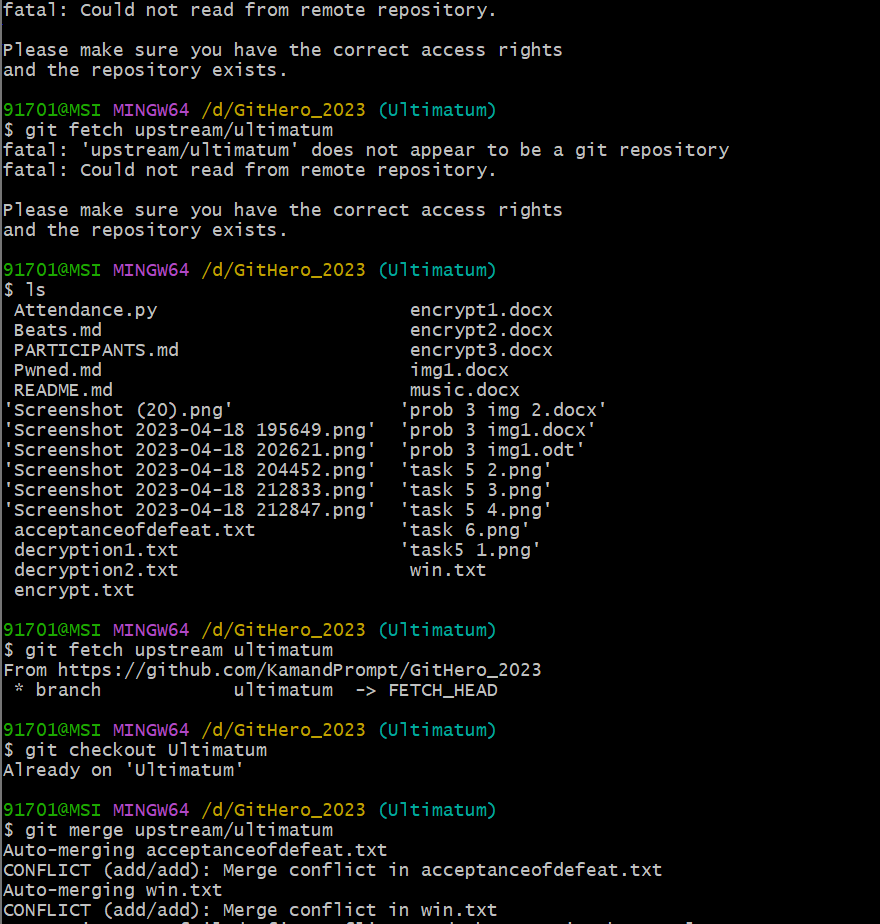 fatal: Could not read from remote repository.
Please make sure you have the correct access rights
and the repository exists.
91701@MSI MINGW64 /d/GitHero_2023 (Ultimatum)
$ git fetch upstream/ultimatum
fatal: 'upstream/ultimatum' does not appear to be a git repository
fatal: Could not read from remote repository.
Please make sure you have the correct access rights
and the repository exists.
91701@MSI MINGW64 /d/GitHero_2023 (Ultimatum)
$ ls
Attendance.py encrypt1.docx
Beats.md encrypt2.docx
PARTICIPANTS.md encrypt3.docx
Pwned.md img1.docx
README.md music.docx
'Screenshot (20).png' 'prob 3 img 2.docx'
'Screenshot 2023-04-18 195649.png' 'prob 3 img1.docx'
'Screenshot 2023-04-18 202621.png' 'prob 3 img1.odt'
'Screenshot 2023-04-18 204452.png' 'task 5 2.png'
'Screenshot 2023-04-18 212833.png' 'task 5 3.png'
'Screenshot 2023-04-18 212847.png' 'task 5 4.png'
acceptanceofdefeat.txt 'task 6.png'
decryption1.txt 'task5 1.png'
decryption2.txt win.txt
encrypt.txt
91701@MSI MINGW64 /d/GitHero_2023 (Ultimatum)
$ git fetch upstream ultimatum
From https://github.com/KamandPrompt/GitHero_2023
* branch ultimatum -> FETCH_HEAD
91701@MSI MINGW64 /d/GitHero_2023 (Ultimatum)
$ git checkout Ultimatum
Already on 'Ultimatum'
91701@MSI MINGW64 /d/GitHero_2023 (Ultimatum)
$ git merge upstream/ultimatum
Auto-merging acceptanceofdefeat.txt
CONFLICT (add/add): Merge conflict in acceptanceofdefeat.txt
Auto-merging win.txt
CONFLICT (add/add): Merge conflict in win.txt